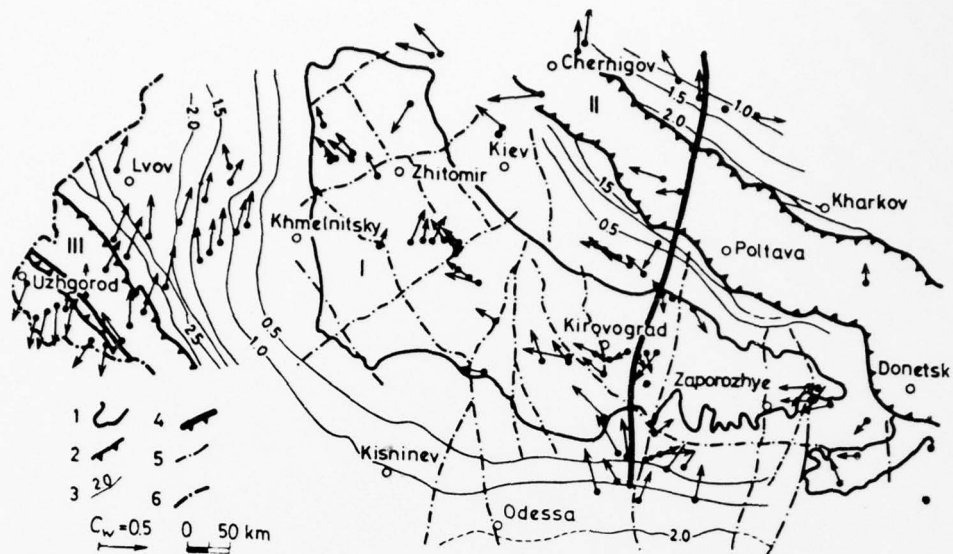 Chernigov
II
1.0
1.5
2.0
2.0
1.5
Lvov
Kiev
Zhitomir
Kharkov
Khmelnitsky
1.5
0.5
Poltava
III
Uzhgorod
I
2.5
0.5
1.0
Kirovograd
Zaporozhye
Donetsk
Kishinev
Odessa
2.0
1
2
3 2.0
4
5
6
C_w=0.5
0 50 km